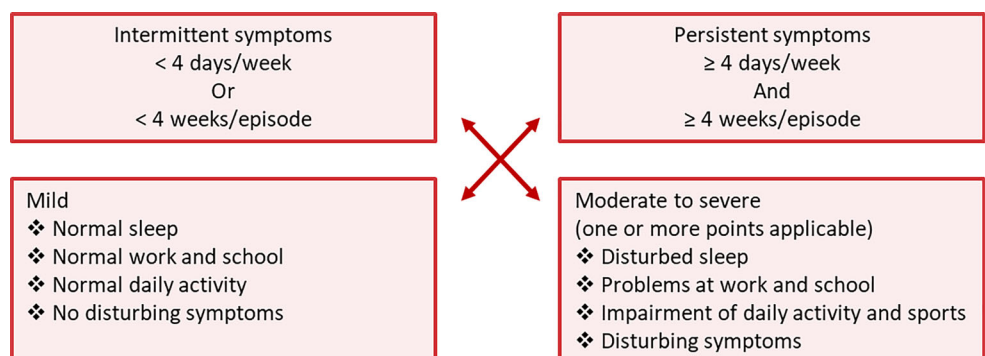 Intermittent symptoms
< 4 days/week
Or
< 4 weeks/episode
Persistent symptoms
≥ 4 days/week
And
≥ 4 weeks/episode
Mild
❖ Normal sleep
❖ Normal work and school
❖ Normal daily activity
❖ No disturbing symptoms
Moderate to severe
(one or more points applicable)
❖ Disturbed sleep
❖ Problems at work and school
❖ Impairment of daily activity and sports
❖ Disturbing symptoms